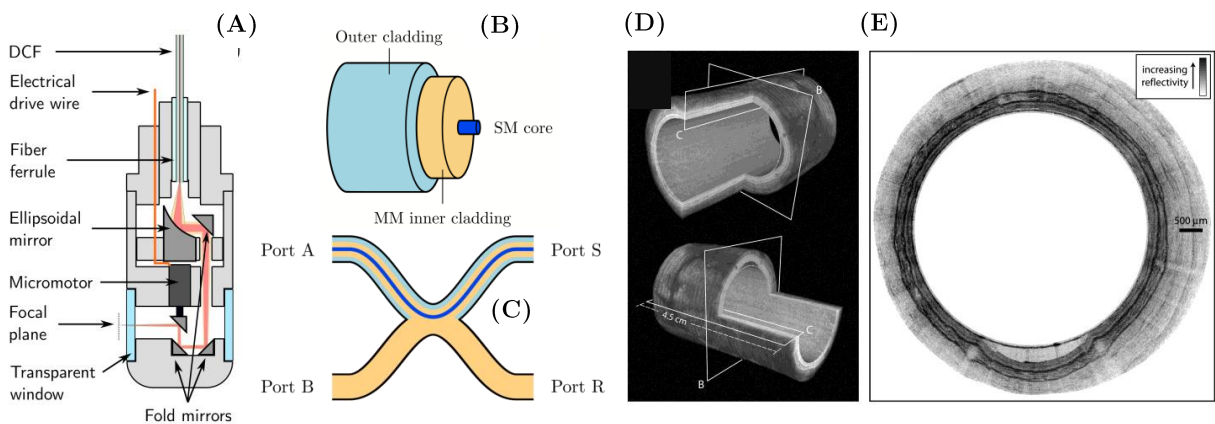 (A)
DCF
Electrical
drive wire
Fiber
ferrule
Ellipsoidal
mirror
Micromotor
Focal
plane
Transparent
window
Fold mirrors
(B)
Outer cladding
SM core
MM inner cladding
Port A
Port S
(C)
Port B
Port R
(D)
B
C
4.5 cm
C
B
(E)
increasing
reflectivity
500 µm